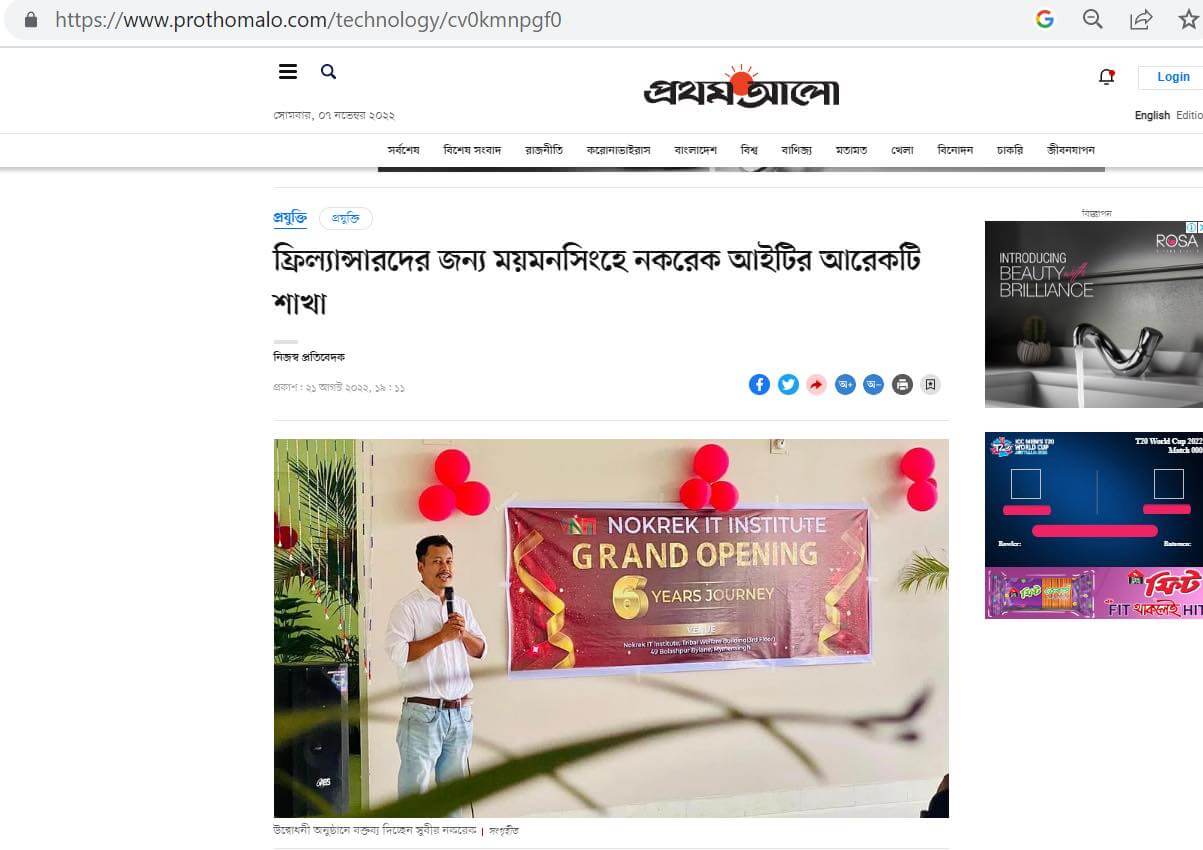 https://www.prothomalo.com/technology/cv0kmnpgf0
প্রথম আলো
Login
সোমবার, ০৭ নভেম্বর ২০২২
English Editio
সর্বশেষ বিশেষ সংবাদ রাজনীতি করোনাভাইরাস বাংলাদেশ বিশ্ব বাণিজ্য মতামত খেলা বিনোদন চাকরি জীবনযাপন
প্রযুক্তি প্রযুক্তি
ফ্রিল্যান্সারদের জন্য ময়মনসিংহে নকরেক আইটির আরেকটি
শাখা
নিজস্ব প্রতিবেদক
প্রকাশ: ২১ আগস্ট ২০২২, ১৯: ১১
অ+ অ-
NOKREK IT INSTITUTE
GRAND OPENING
6 YEARS JOURNEY
VENUE
Nokrek IT Institute, Tribal Welfare Building(3rd Floor)
49 Bolashpur Bylane, Mymensingh
উদ্বোধনী অনুষ্ঠানে বক্তব্য দিচ্ছেন সুবীর নকরেক | সংগৃহীত
বিজ্ঞাপন
ROSA
INTRODUCING
BEAUTY with
BRILLIANCE
ICC MEN'S T20
WORLD CUP
AUSTRALIA 2022
T20 World Cup 2022
Match 000
Bowler: Batsmen:
ফিট
ফিট
FIT থাকলেই HIT